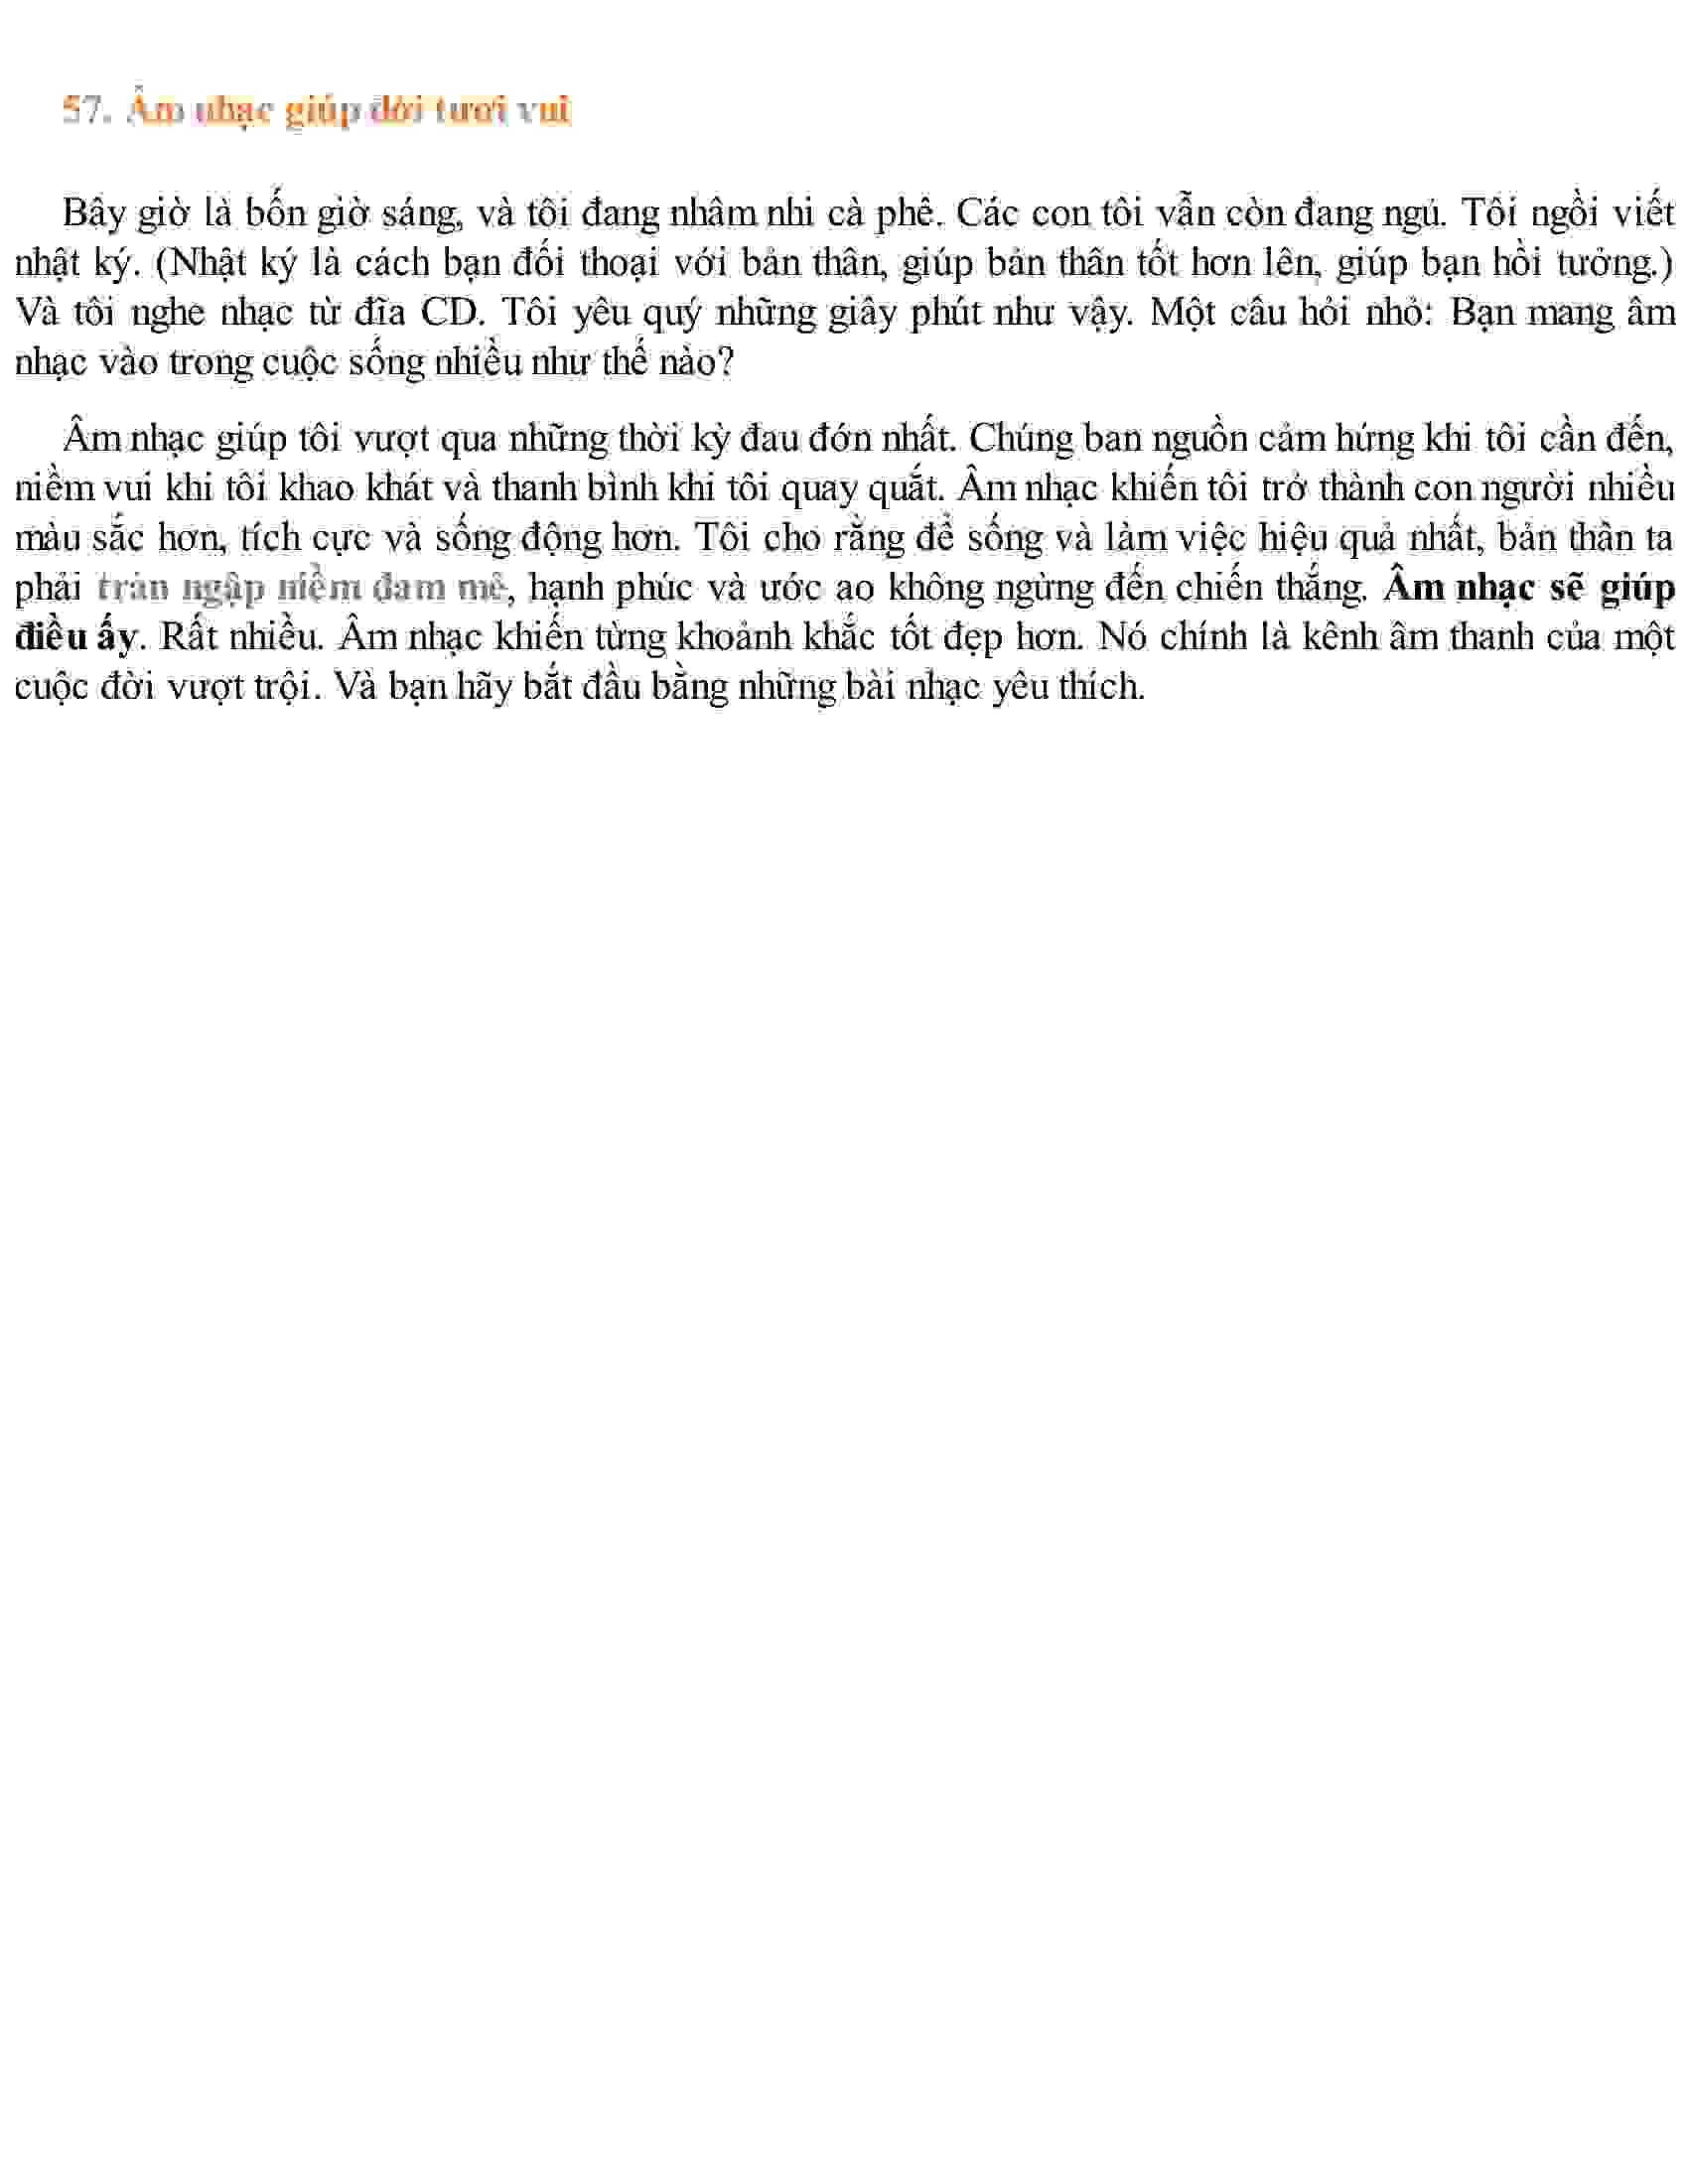 57. Âm nhạc giúp đời tươi vui
Bây giờ là bốn giờ sáng, và tôi đang nhâm nhi cà phê. Các con tôi vẫn còn đang ngủ. Tôi ngồi viết
nhật ký. (Nhật ký là cách bạn đối thoại với bản thân, giúp bản thân tốt hơn lên, giúp bạn hồi tưởng.)
Và tôi nghe nhạc từ đĩa CD. Tôi yêu quý những giây phút như vậy. Một câu hỏi nhỏ: Bạn mang âm
nhạc vào trong cuộc sống nhiều như thế nào?
Âm nhạc giúp tôi vượt qua những thời kỳ đau đớn nhất. Chúng ban nguồn cảm hứng khi tôi cần đến,
niềm vui khi tôi khao khát và thanh bình khi tôi quay quắt. Âm nhạc khiến tôi trở thành con người nhiều
màu sắc hơn, tích cực và sống động hơn. Tôi cho rằng để sống và làm việc hiệu quả nhất, bản thân ta
phải tràn ngập niềm đam mê, hạnh phúc và ước ao không ngừng đến chiến thắng. Âm nhạc sẽ giúp
điều ấy. Rất nhiều. Âm nhạc khiến từng khoảnh khắc tốt đẹp hơn. Nó chính là kênh âm thanh của một
cuộc đời vượt trội. Và bạn hãy bắt đầu bằng những bài nhạc yêu thích.